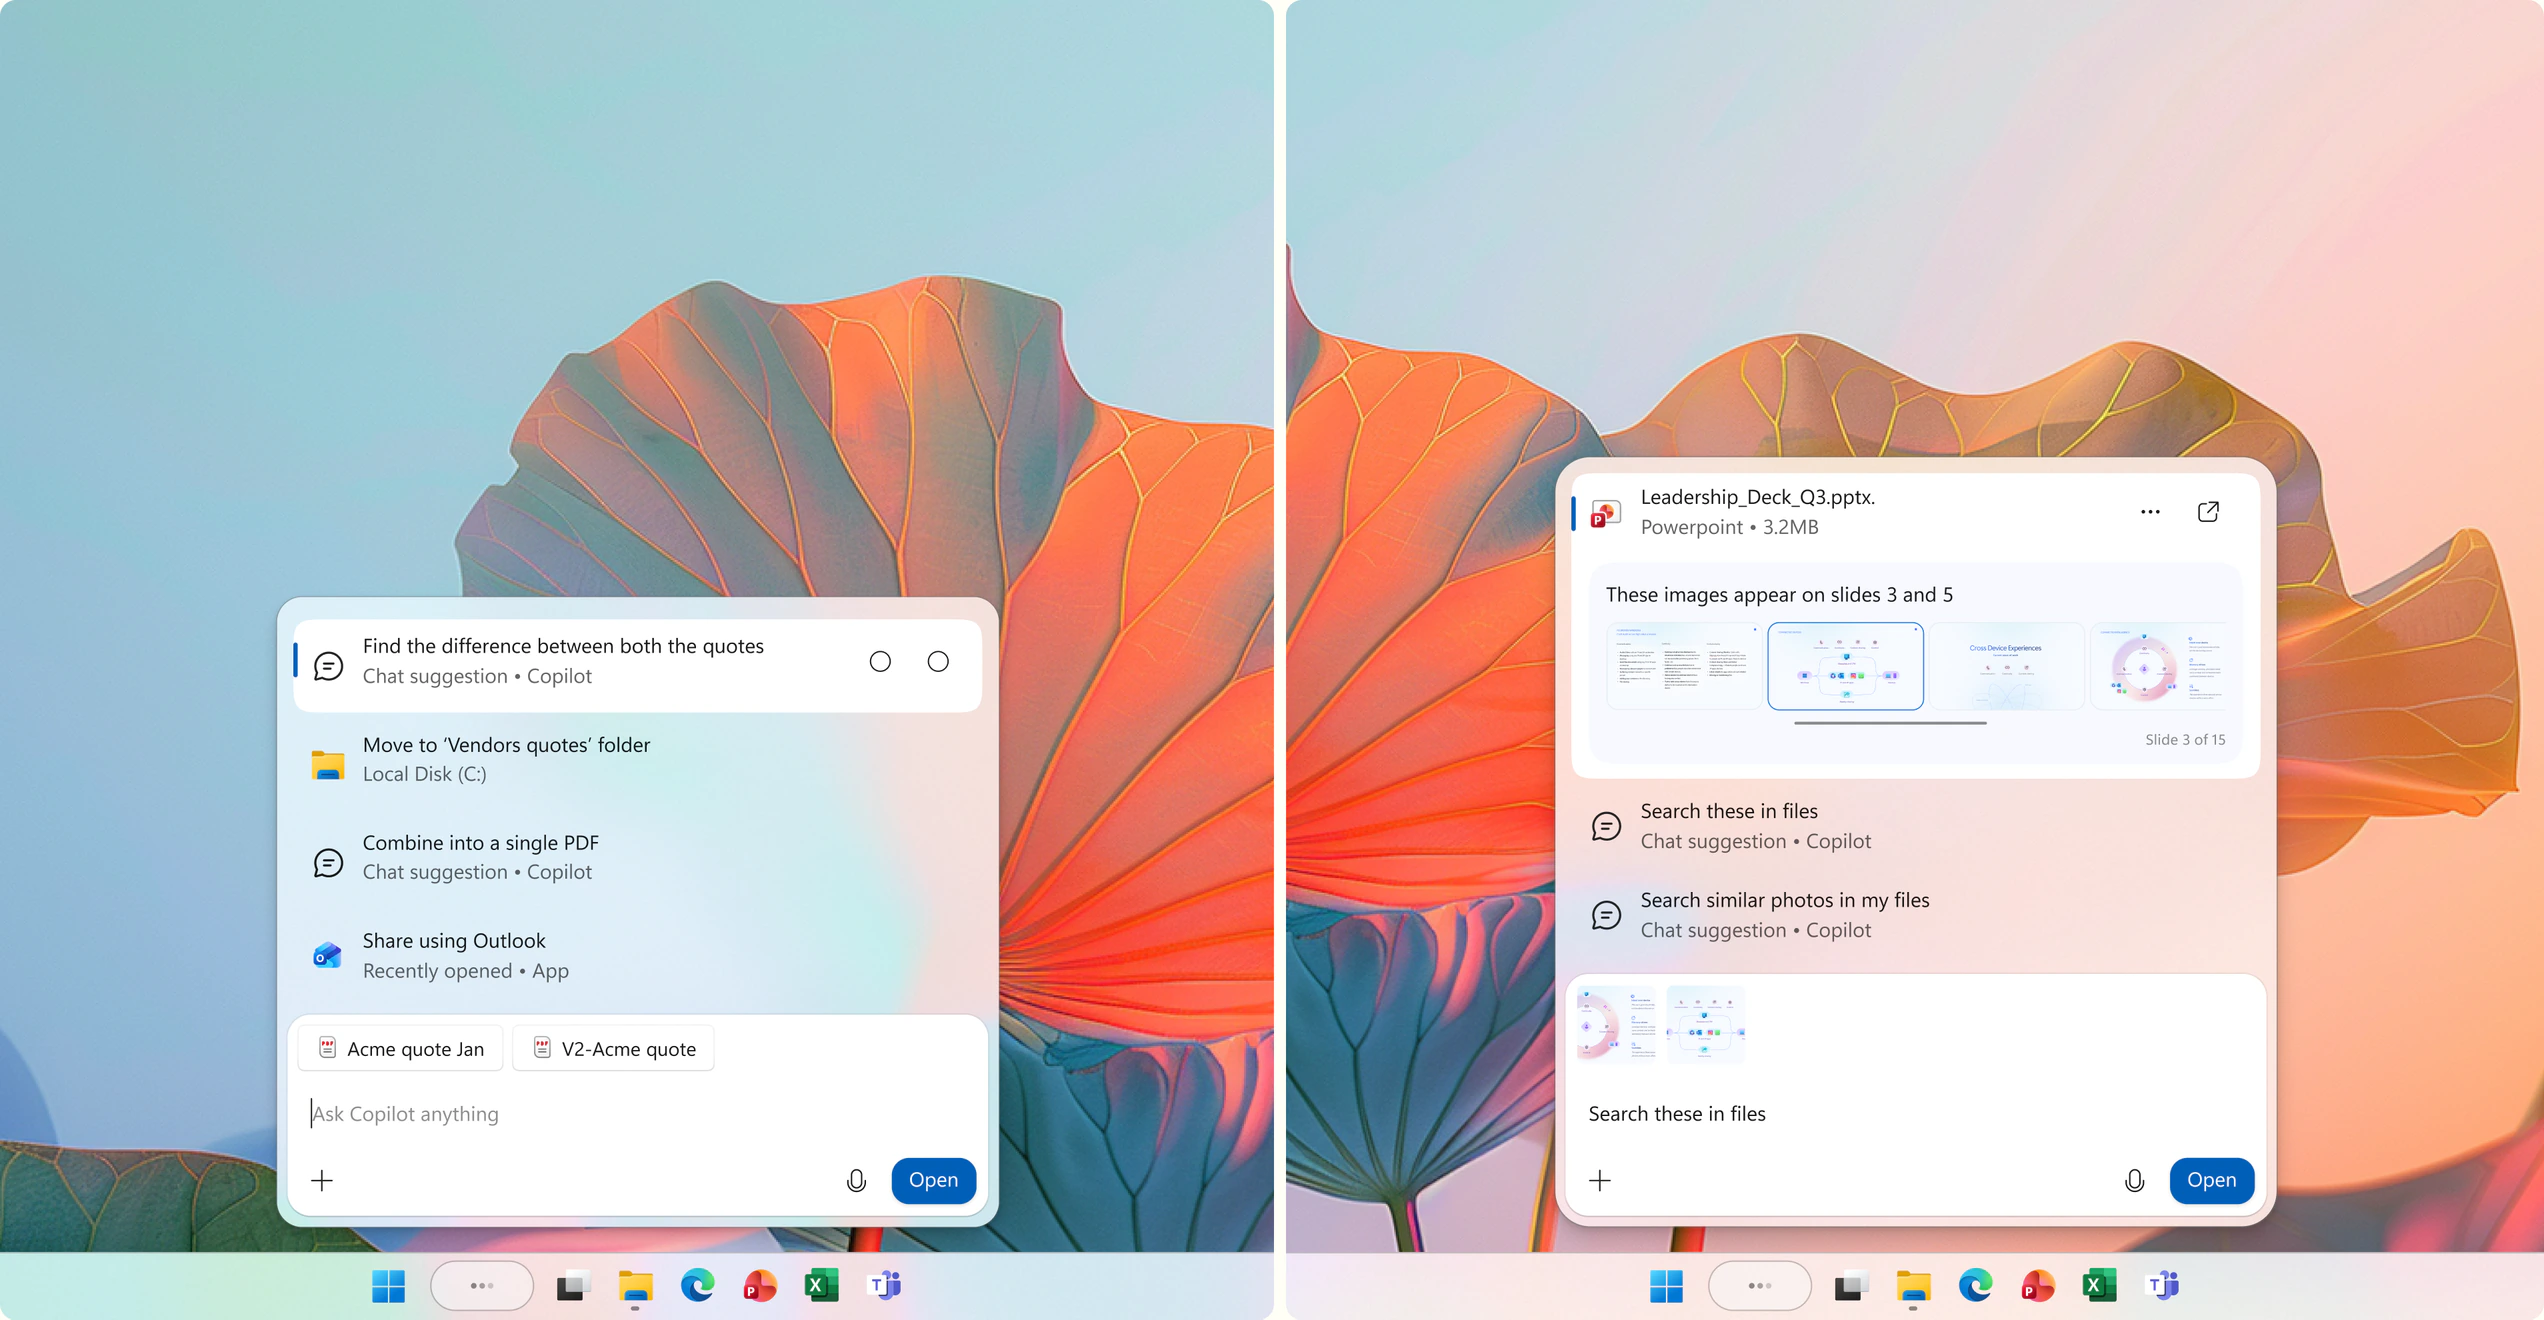 Find the difference between both the quotes
Chat suggestion • Copilot
Move to ‘Vendors quotes’ folder
Local Disk (C:)
Combine into a single PDF
Chat suggestion • Copilot
Share using Outlook
Recently opened • App
Acme quote Jan
V2-Acme quote
Ask Copilot anything
Open
Leadership_Deck_Q3.pptx.
Powerpoint • 3.2MB
These images appear on slides 3 and 5
Cross Device Experiences
Slide 3 of 15
Search these in files
Chat suggestion • Copilot
Search similar photos in my files
Chat suggestion • Copilot
Search these in files
Open